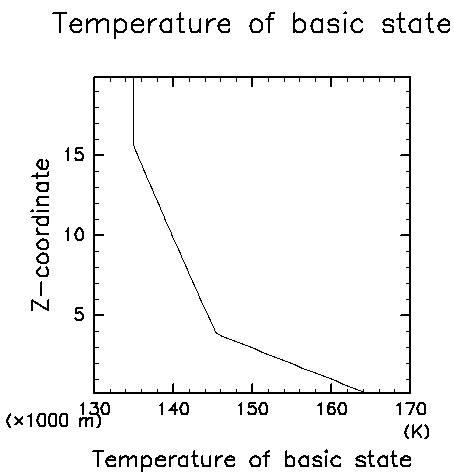 Temperature of basic state
Z-coordinate
15
10
5
130 140 150 160 170
(×1000 m)
(K)
Temperature of basic state